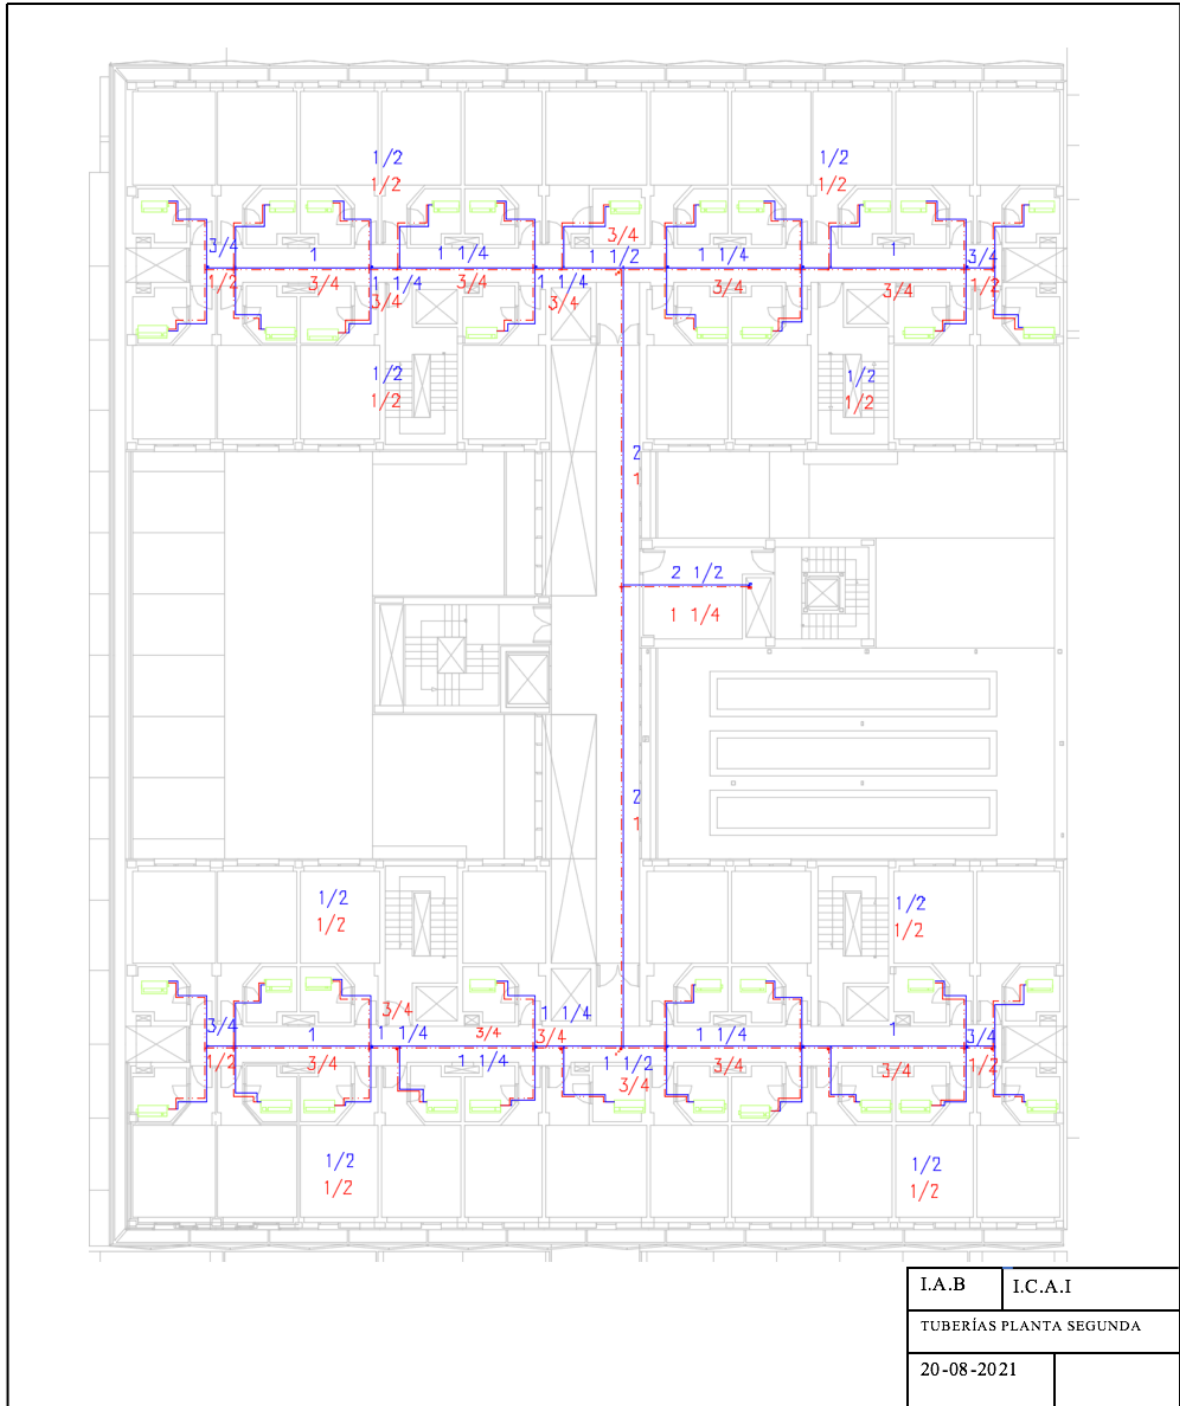 1/2 1/2
1/2 1/2
3/4
3/4 1 1 1/4 1 1/2 1 1/4 1 3/4
1/2 3/4 1 1/4 3/4 1 1/4 3/4 3/4 1/2
3/4 3/4
1/2 1/2
1/2 1/2
2
1
2 1/2
1 1/4
2
1
1/2 1/2
1/2 1/2
3/4 1 1/4
3/4 1 1 1/4 3/4 3/4 1 1/4 1 3/4
1/2 3/4 1 1/4 1 1/2 3/4 3/4 1/2
3/4
1/2 1/2
1/2 1/2
I.A.B I.C.A.I
TUBERÍAS PLANTA SEGUNDA
20-08-2021